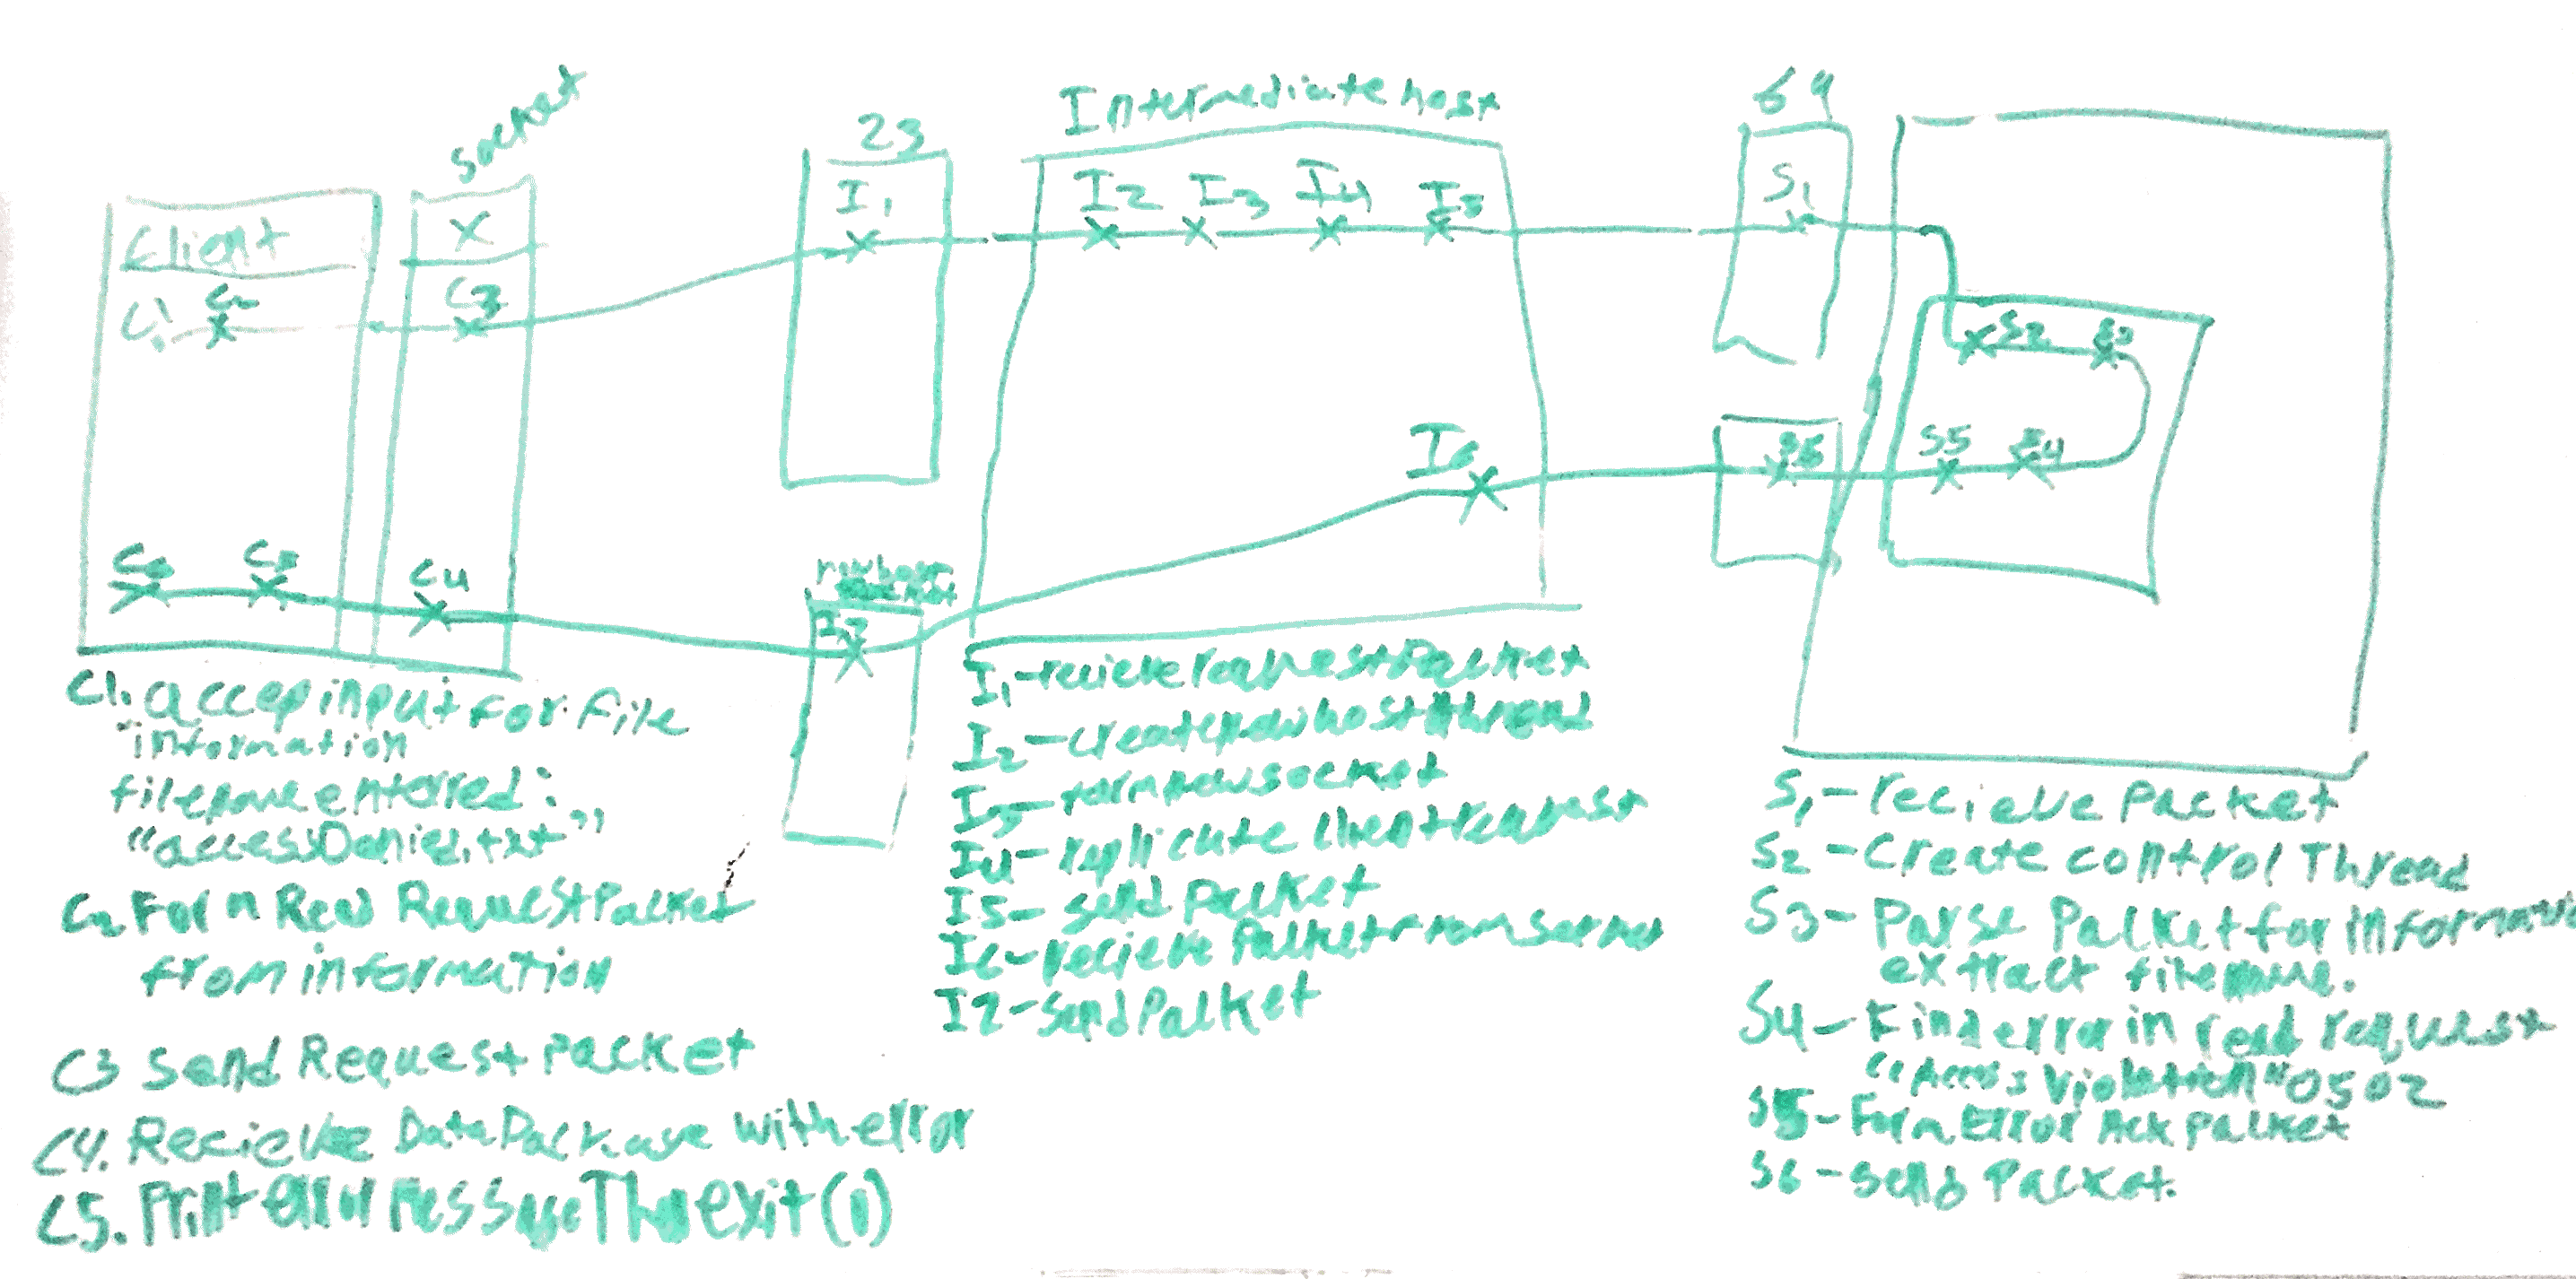 socket
23
Intermediate host
69
Client
X
I1
I2 I3 I4 I5
S1
C1 C2
C3
S2 S3
I6
S6
S5 S4
C6 C5
C4
I7
C1. accep input for file
information
filename enterred:
"accessDenied.txt"
C2. Form Read Request Packet
from information
C3 Send Request packet
C4. Recieve Data Package with error
C5. Print error message Then exit(1)
I1 - recieve request Packet
I2 - create new host thread
I3 - form new socket
I4 - replicate client request
I5 - send packet
I6 - recieve Packet from server
I7 - send Packet
S1 - recieve packet
S2 - Create control Thread
S3 - Parse Packet for informati
extract filename.
S4 - Find error in read request
"Access Violation" 0502
S5 - Form Error Ack packet
S6 - send Packet.